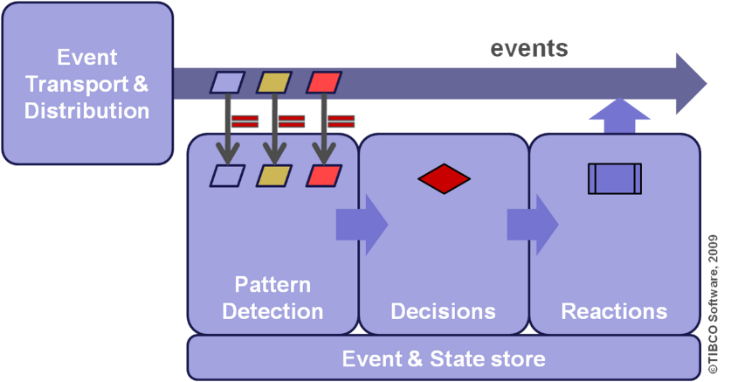 Event
Transport &
Distribution
events
Pattern
Detection
Decisions
Reactions
Event & State store
©TIBCO Software, 2009